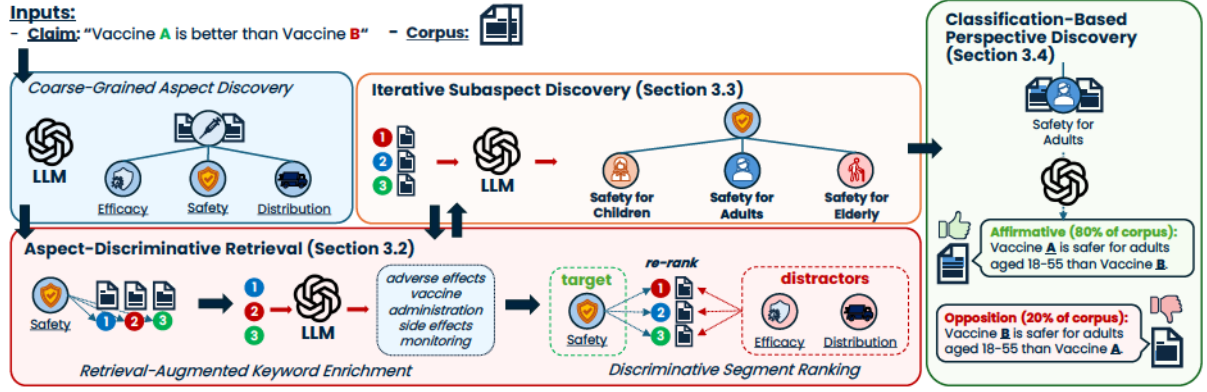 Inputs:
- Claim: "Vaccine A is better than Vaccine B" - Corpus:
Coarse-Grained Aspect Discovery
LLM
Efficacy
Safety
Distribution
Iterative Subaspect Discovery (Section 3.3)
1
2
3
LLM
Safety for
Children
Safety for
Adults
Safety for
Elderly
Aspect-Discriminative Retrieval (Section 3.2)
Safety
1 2 3
1
2
3
LLM
adverse effects
vaccine
administration
side effects
monitoring
Retrieval-Augmented Keyword Enrichment
target
Safety
re-rank
1
2
3
distractors
Efficacy
Distribution
Discriminative Segment Ranking
Classification-Based
Perspective Discovery
(Section 3.4)
Safety for
Adults
Affirmative (80% of corpus):
Vaccine A is safer for adults
aged 18-55 than Vaccine B.
Opposition (20% of corpus):
Vaccine B is safer for adults
aged 18-55 than Vaccine A.